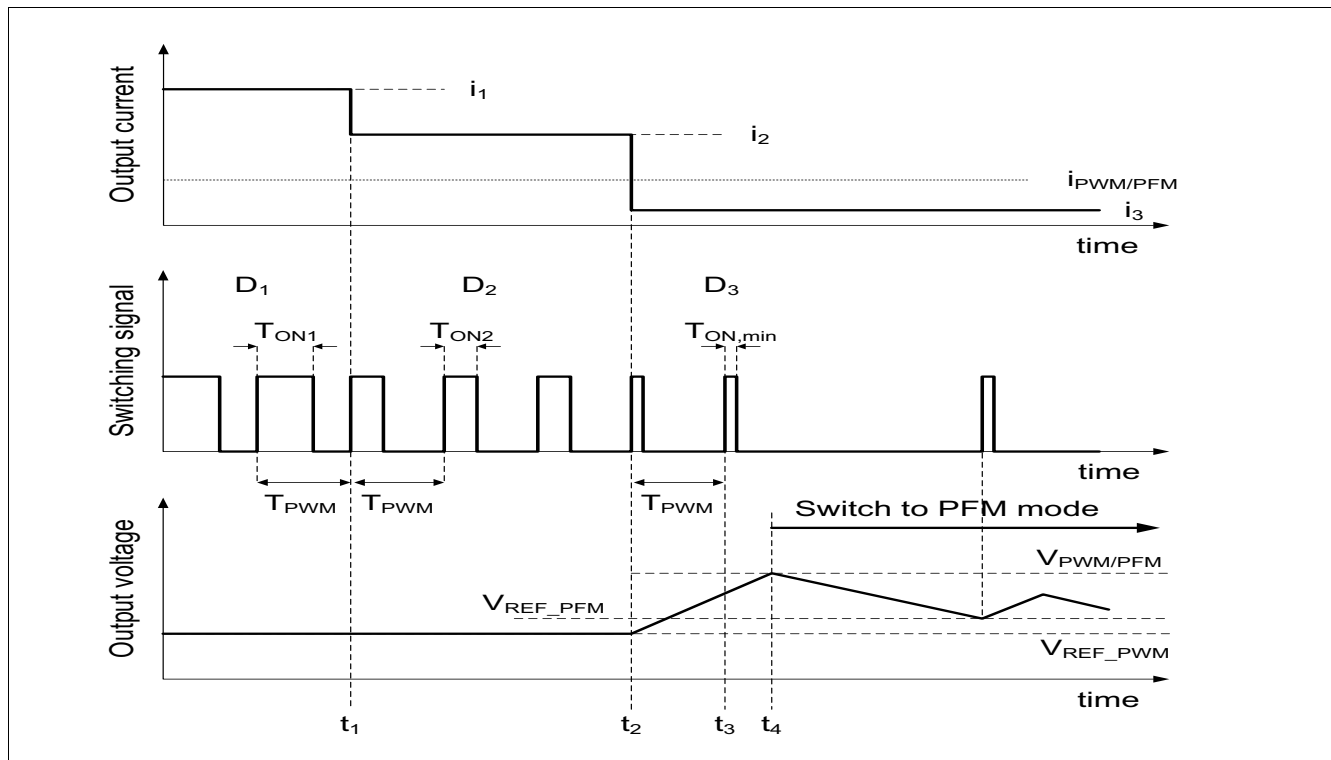 Output current
i₁
i₂
iPWM/PFM
i₃
time
Switching signal
D₁
D₂
D₃
TON1
TON2
TON,min
time
TPWM
TPWM
TPWM
Output voltage
Switch to PFM mode
VPWM/PFM
VREF_PFM
VREF_PWM
time
t₁
t₂
t₃
t₄